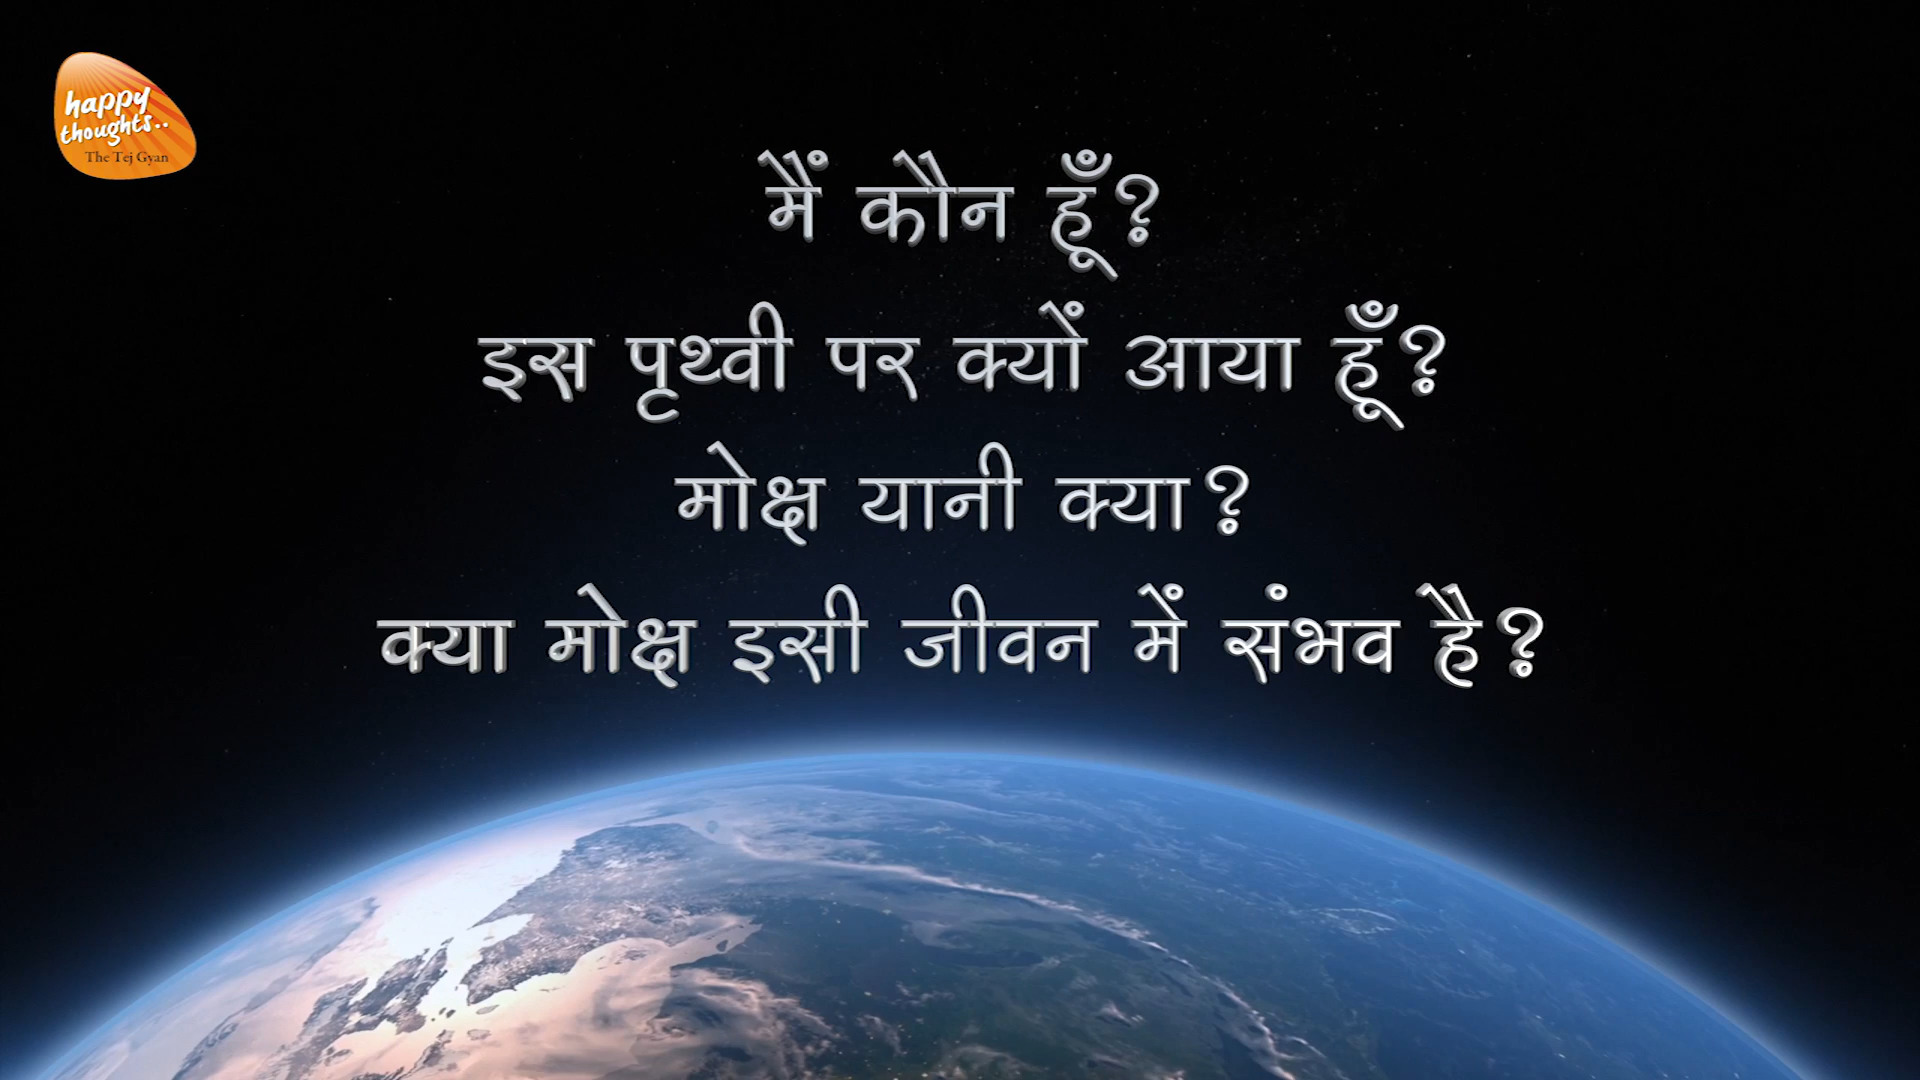 happy
thoughts..
The Tej Gyan
मैं कौन हूँ?
इस पृथ्वी पर क्यों आया हूँ?
मोक्ष यानी क्या?
क्या मोक्ष इसी जीवन में संभव है?